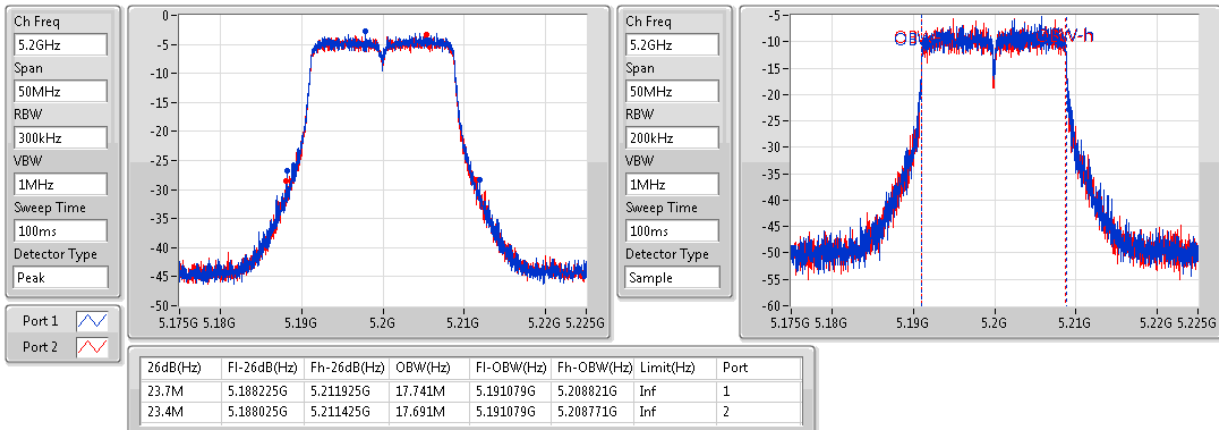 Ch Freq
5.2GHz
Span
50MHz
RBW
300kHz
VBW
1MHz
Sweep Time
100ms
Detector Type
Peak
0-
-5-
-10-
-15-
-20-
-25-
-30-
-35-
-40-
-45-
-50-
5.175G 5.18G 5.19G 5.2G 5.21G 5.22G 5.225G
Ch Freq
5.2GHz
Span
50MHz
RBW
200kHz
VBW
1MHz
Sweep Time
100ms
Detector Type
Sample
-5-
-10-
-15-
-20-
-25-
-30-
-35-
-40-
-45-
-50-
-55-
-60-
5.175G 5.18G 5.19G 5.2G 5.21G 5.22G 5.225G
Port 1
Port 2
26dB(Hz) Fl-26dB(Hz) Fh-26dB(Hz) OBW(Hz) Fl-OBW(Hz) Fh-OBW(Hz) Limit(Hz) Port
23.7M 5.188225G 5.211925G 17.741M 5.191079G 5.208821G Inf 1
23.4M 5.188025G 5.211425G 17.691M 5.191079G 5.208771G Inf 2